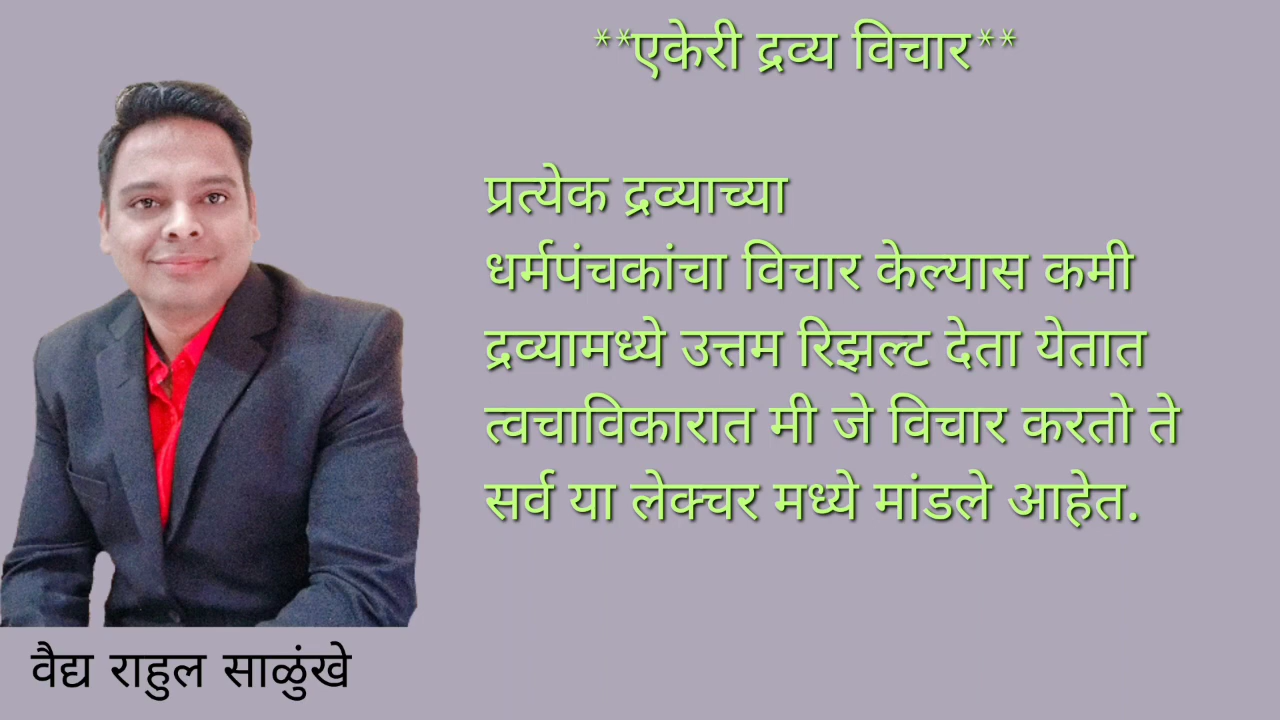 **एकेरी द्रव्य विचार**
प्रत्येक द्रव्याच्या
धर्मपंचकांचा विचार केल्यास कमी
द्रव्यामध्ये उत्तम रिझल्ट देता येतात
त्वचाविकारात मी जे विचार करतो ते
सर्व या लेक्चर मध्ये मांडले आहेत.
वैद्य राहुल साळुंखे